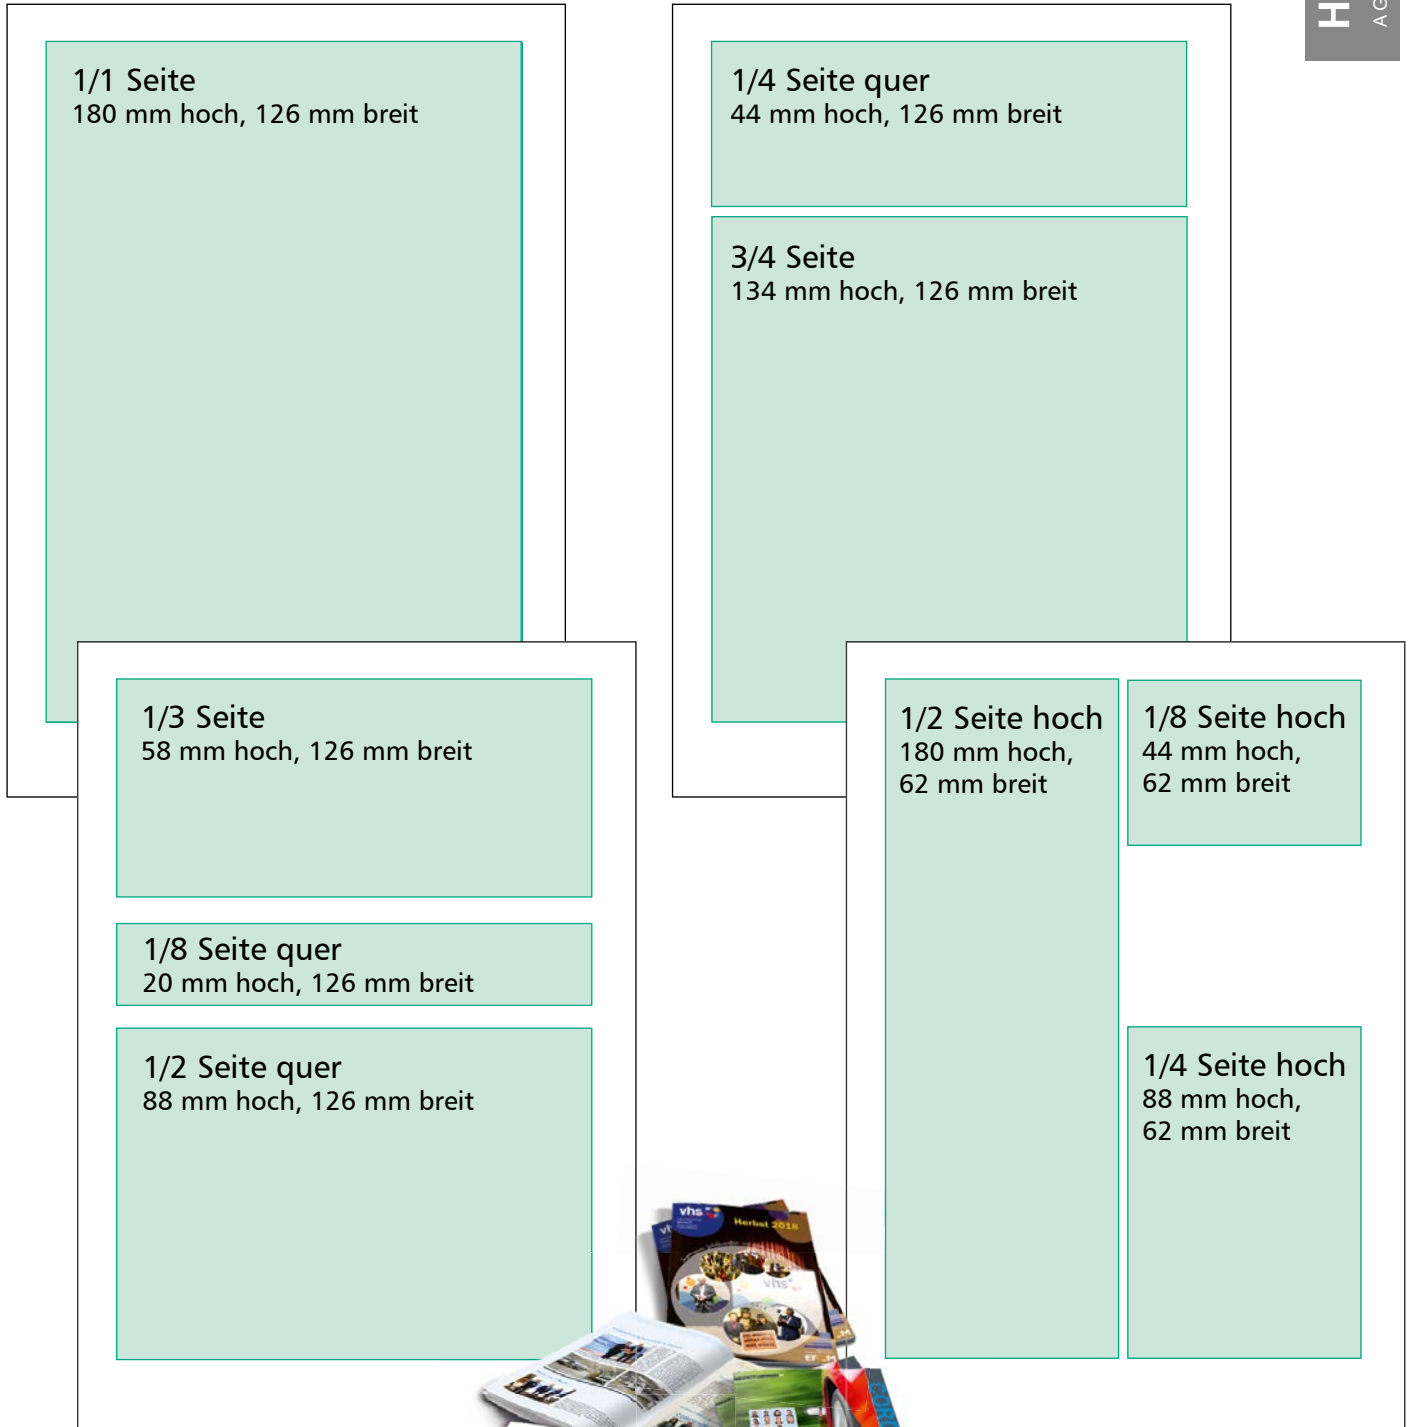 1/1 Seite
180 mm hoch, 126 mm breit
1/4 Seite quer
44 mm hoch, 126 mm breit
3/4 Seite
134 mm hoch, 126 mm breit
H
AG
1/3 Seite
58 mm hoch, 126 mm breit
1/8 Seite quer
20 mm hoch, 126 mm breit
1/2 Seite quer
88 mm hoch, 126 mm breit
1/2 Seite hoch
180 mm hoch,
62 mm breit
1/8 Seite hoch
44 mm hoch,
62 mm breit
1/4 Seite hoch
88 mm hoch,
62 mm breit
vhs
Herbst 2018
vhs